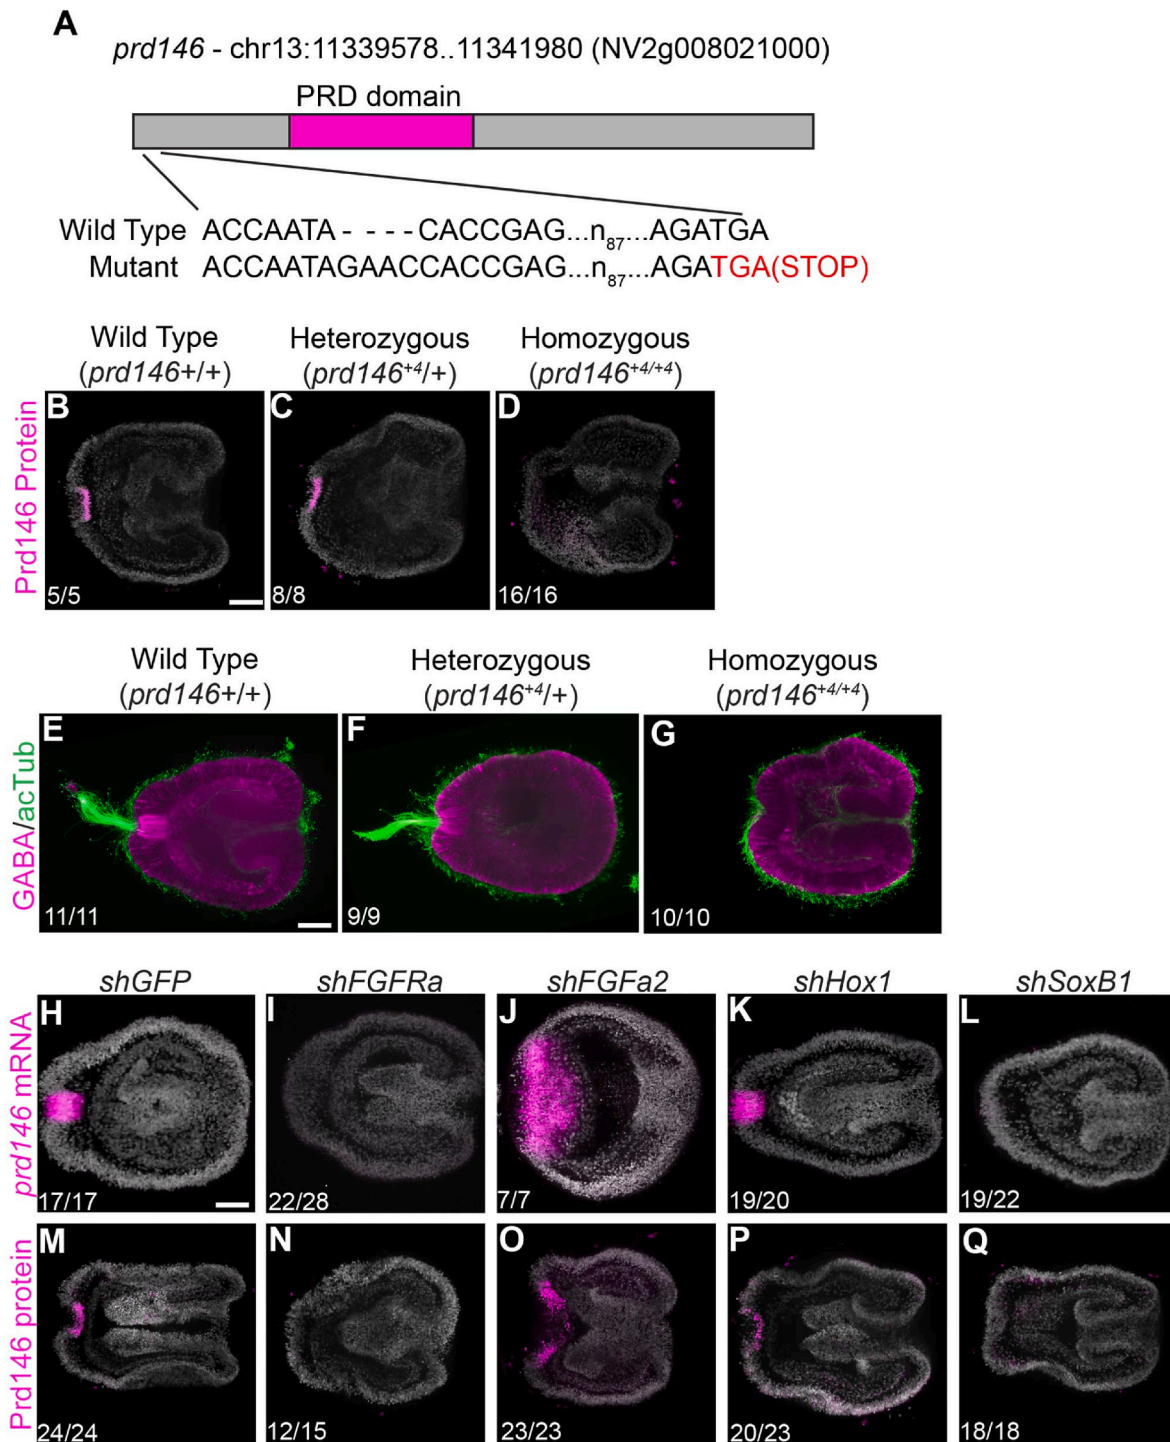 A
prd146 - chr13:11339578..11341980 (NV2g008021000)
PRD domain
Wild Type ACCAATA - - - - CACCGAG...n87...AGATGA
Mutant ACCAATAGAACCACCGAG...n87...AGATGA(STOP)
Wild Type Heterozygous Homozygous
(prd146+/+) (prd146+4/+) (prd146+4/+4)
Prd146 Protein
B C D
5/5 8/8 16/16
Wild Type Heterozygous Homozygous
(prd146+/+) (prd146+4/+) (prd146+4/+4)
GABA/acTub
E F G
11/11 9/9 10/10
shGFP shFGFRa shFGFa2 shHox1 shSoxB1
prd146 mRNA
H I J K L
17/17 22/28 7/7 19/20 19/22
Prd146 protein
M N O P Q
24/24 12/15 23/23 20/23 18/18